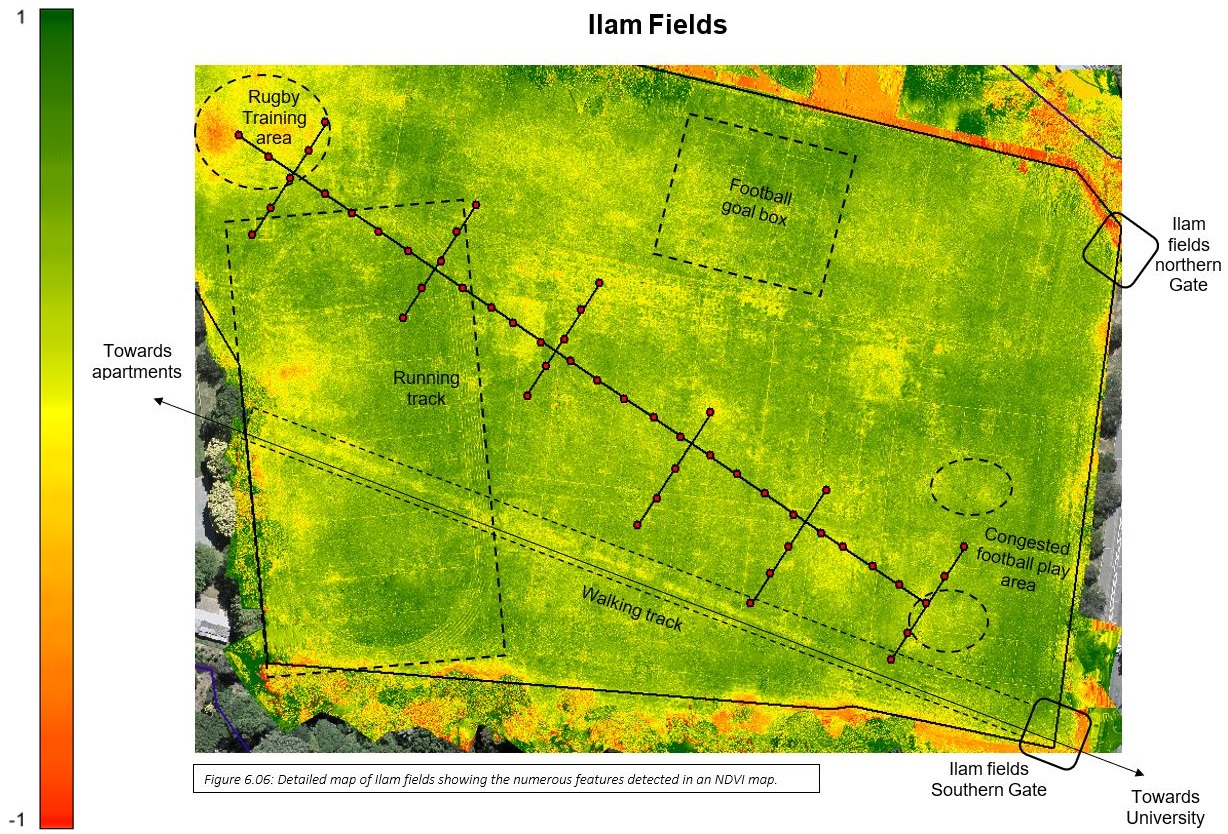 Ilam Fields
1
Rugby
Training
area
Football
goal box
Ilam
fields
northern
Gate
Towards
apartments
Running
track
Congested
football play
area
Walking track
Ilam fields
Southern Gate
Towards
University
Figure 6.06: Detailed map of Ilam fields showing the numerous features detected in an NDVI map.
-1